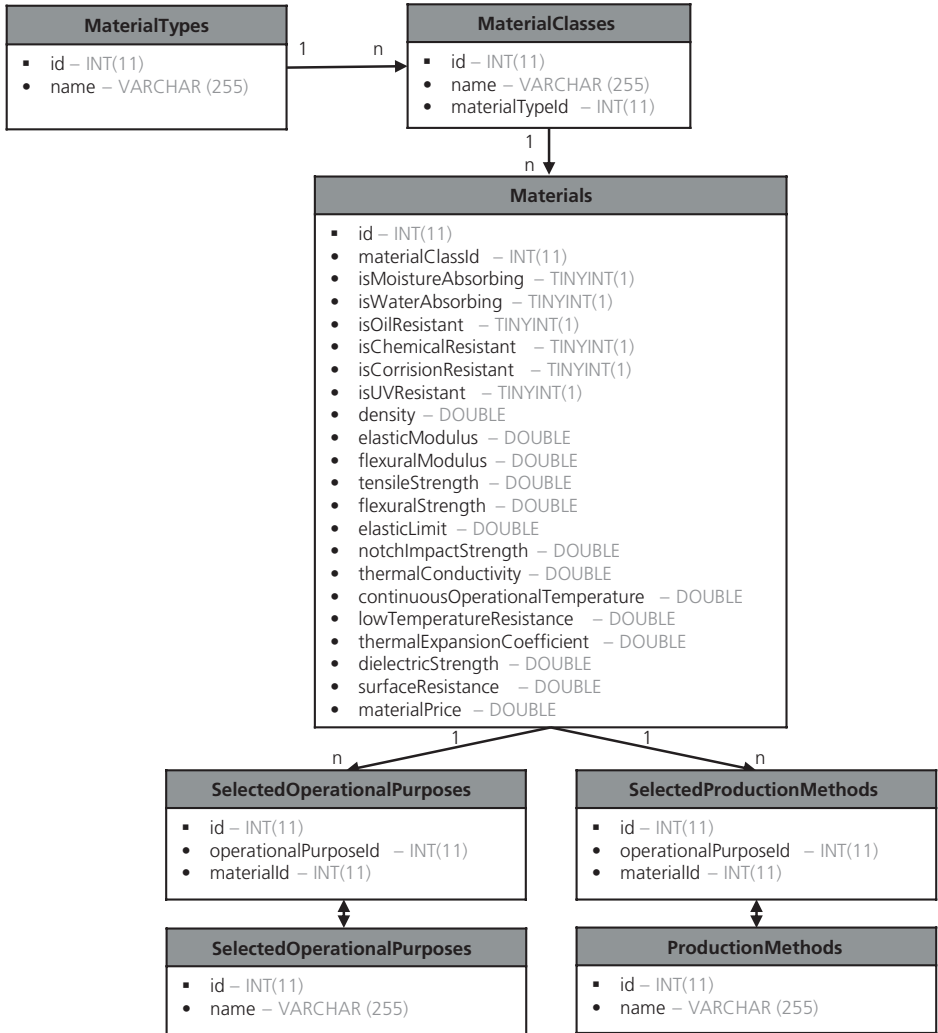 MaterialTypes
▪ id – INT(11)
• name – VARCHAR (255)
1
n
MaterialClasses
▪ id – INT(11)
• name – VARCHAR (255)
• materialTypeId – INT(11)
1
n
Materials
▪ id – INT(11)
• materialClassId – INT(11)
• isMoistureAbsorbing – TINYINT(1)
• isWaterAbsorbing – TINYINT(1)
• isOilResistant – TINYINT(1)
• isChemicalResistant – TINYINT(1)
• isCorrisionResistant – TINYINT(1)
• isUVResistant – TINYINT(1)
• density – DOUBLE
• elasticModulus – DOUBLE
• flexuralModulus – DOUBLE
• tensileStrength – DOUBLE
• flexuralStrength – DOUBLE
• elasticLimit – DOUBLE
• notchImpactStrength – DOUBLE
• thermalConductivity – DOUBLE
• continuousOperationalTemperature – DOUBLE
• lowTemperatureResistance – DOUBLE
• thermalExpansionCoefficient – DOUBLE
• dielectricStrength – DOUBLE
• surfaceResistance – DOUBLE
• materialPrice – DOUBLE
1
n
1
n
SelectedOperationalPurposes
▪ id – INT(11)
• operationalPurposeId – INT(11)
• materialId – INT(11)
SelectedProductionMethods
▪ id – INT(11)
• operationalPurposeId – INT(11)
• materialId – INT(11)
SelectedOperationalPurposes
▪ id – INT(11)
• name – VARCHAR (255)
ProductionMethods
▪ id – INT(11)
• name – VARCHAR (255)